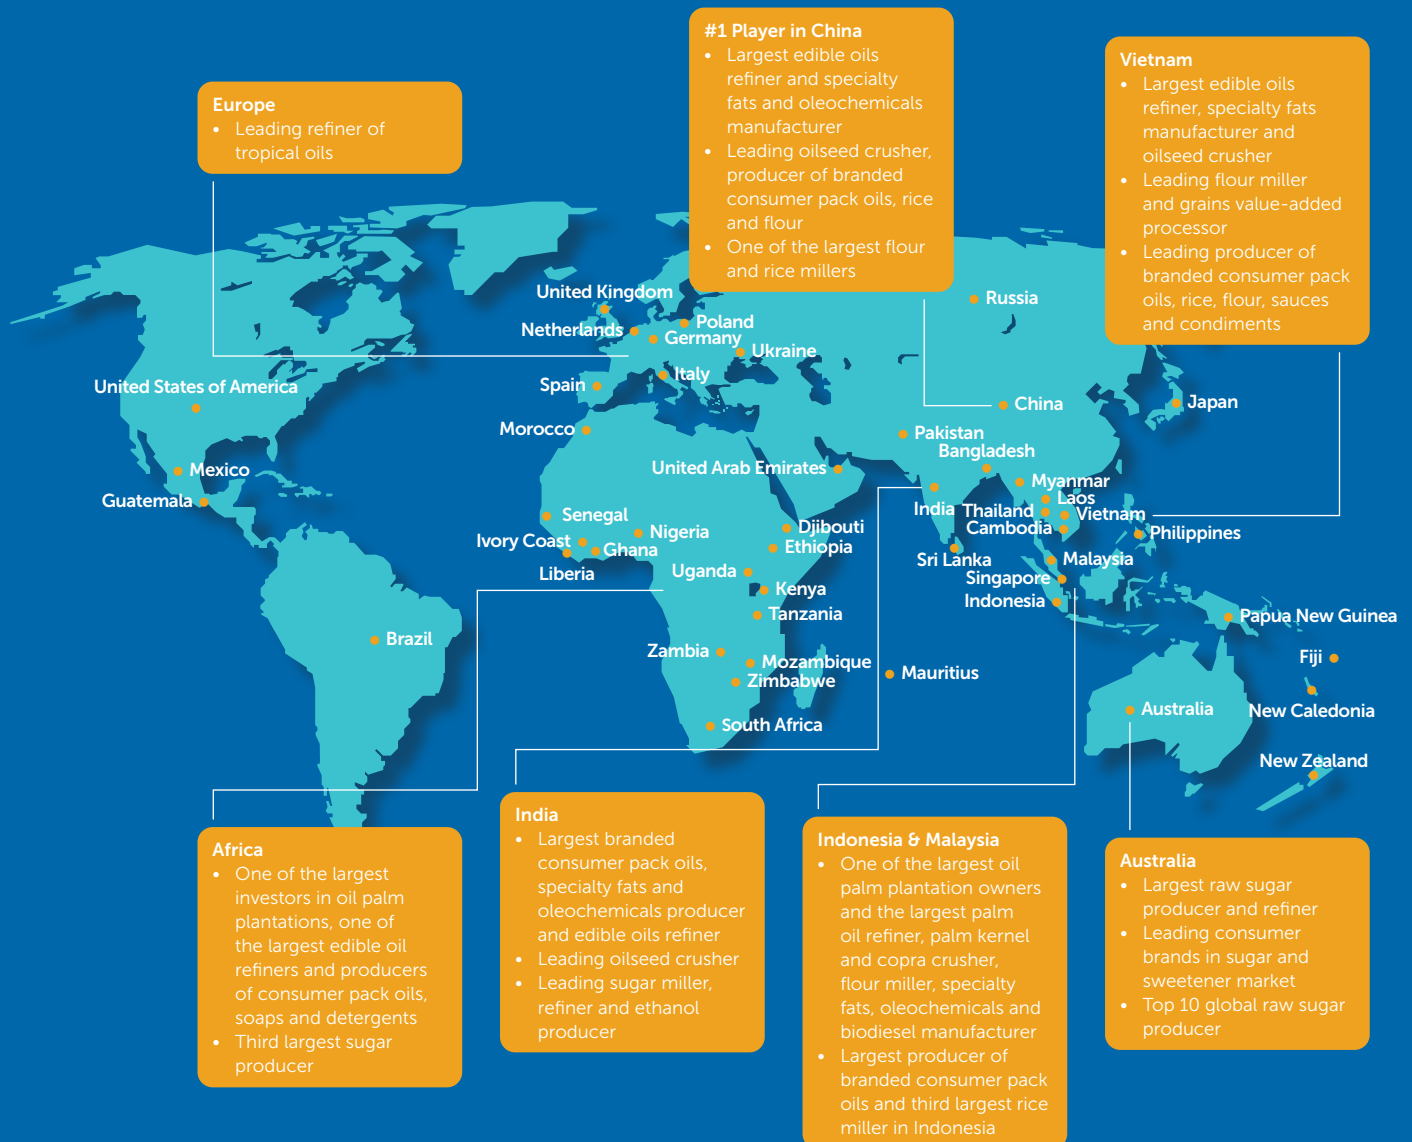 #1 Player in China
• Largest edible oils
refiner and specialty
fats and oleochemicals
manufacturer
• Leading oilseed crusher,
producer of branded
consumer pack oils, rice
and flour
• One of the largest flour
and rice millers
Vietnam
• Largest edible oils
refiner, specialty fats
manufacturer and
oilseed crusher
• Leading flour miller
and grains value-added
processor
• Leading producer of
branded consumer pack
oils, rice, flour, sauces
and condiments
Europe
• Leading refiner of
tropical oils
United Kingdom
Russia
Netherlands
Poland
Germany
Ukraine
United States of America
Spain
Italy
China
Japan
Morocco
Pakistan
Bangladesh
Mexico
United Arab Emirates
Myanmar
Guatemala
Laos
India
Thailand
Vietnam
Senegal
Cambodia
Djibouti
Nigeria
Philippines
Ivory Coast
Ghana
Ethiopia
Sri Lanka
Malaysia
Liberia
Uganda
Singapore
Kenya
Indonesia
Tanzania
Papua New Guinea
Brazil
Zambia
Mozambique
Fiji
Zimbabwe
Mauritius
Australia
New Caledonia
South Africa
New Zealand
Africa
• One of the largest
investors in oil palm
plantations, one of
the largest edible oil
refiners and producers
of consumer pack oils,
soaps and detergents
• Third largest sugar
producer
India
• Largest branded
consumer pack oils,
specialty fats and
oleochemicals producer
and edible oils refiner
• Leading oilseed crusher
• Leading sugar miller,
refiner and ethanol
producer
Indonesia & Malaysia
• One of the largest oil
palm plantation owners
and the largest palm
oil refiner, palm kernel
and copra crusher,
flour miller, specialty
fats, oleochemicals and
biodiesel manufacturer
• Largest producer of
branded consumer pack
oils and third largest rice
miller in Indonesia
Australia
• Largest raw sugar
producer and refiner
• Leading consumer
brands in sugar and
sweetener market
• Top 10 global raw sugar
producer